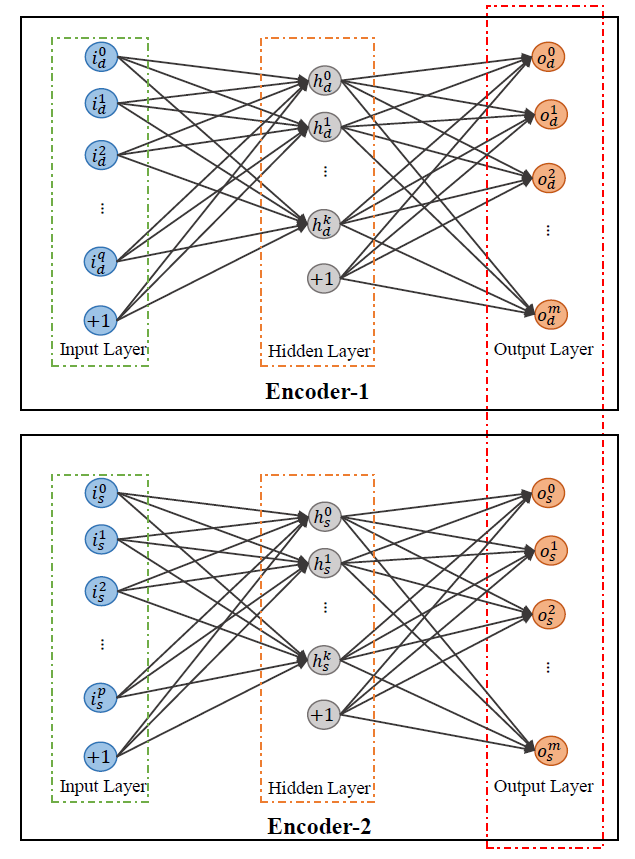 i_d^0
i_d^1
i_d^2
...
i_d^q
+1
Input Layer
h_d^0
h_d^1
...
h_d^k
+1
Hidden Layer
o_d^0
o_d^1
o_d^2
...
o_d^m
Output Layer
Encoder-1
i_s^0
i_s^1
i_s^2
...
i_s^p
+1
Input Layer
h_s^0
h_s^1
...
h_s^k
+1
Hidden Layer
o_s^0
o_s^1
o_s^2
...
o_s^m
Output Layer
Encoder-2